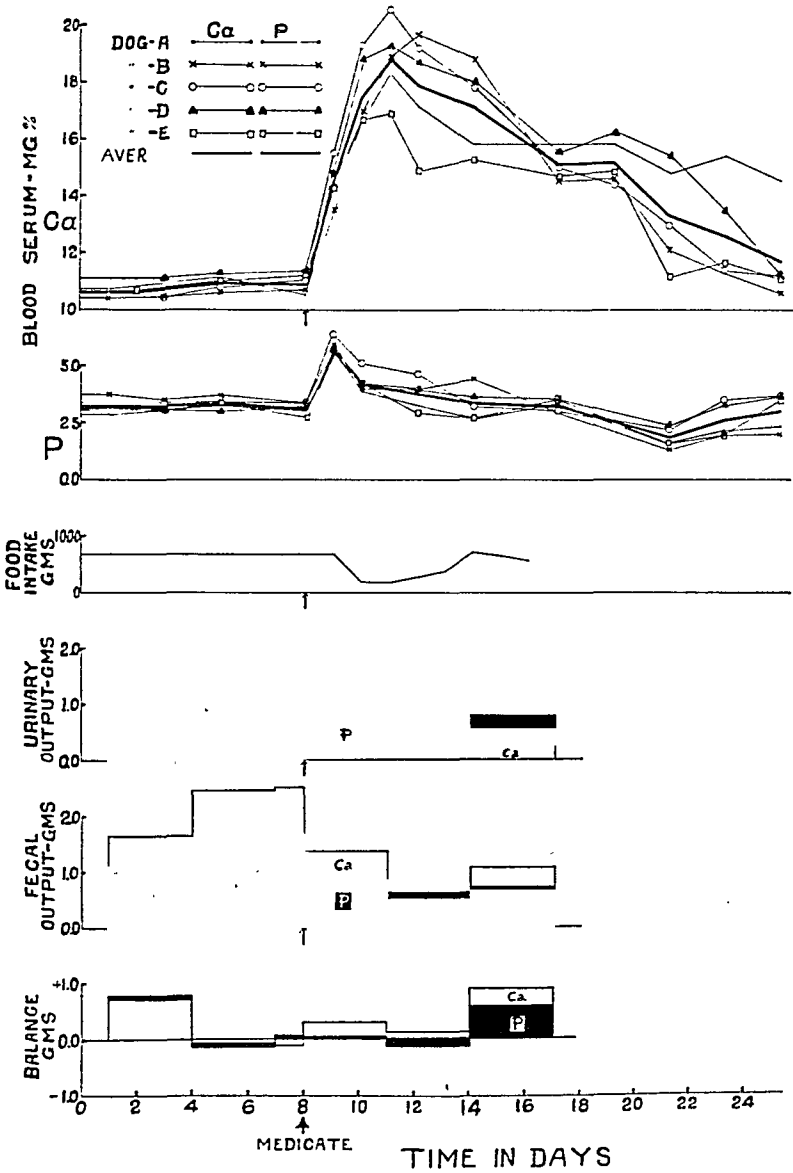 20
18
16
14
12
10
BLOOD SERUM-MG%
Ca
Ca P
DOG-A
" -B
" -C
" -D
" -E
AVER
5.0
2.5
0.0
P
1000
0
FOOD
INTAKE
GMS
2.0
1.0
0.0
URINARY
OUTPUT-GMS
P
Ca
2.0
1.0
0.0
FECAL
OUTPUT-GMS
Ca
P
+1.0
0.0
-1.0
BALANCE
GMS
Ca
P
0 2 4 6 8 10 12 14 16 18 20 22 24
MEDICATE
TIME IN DAYS